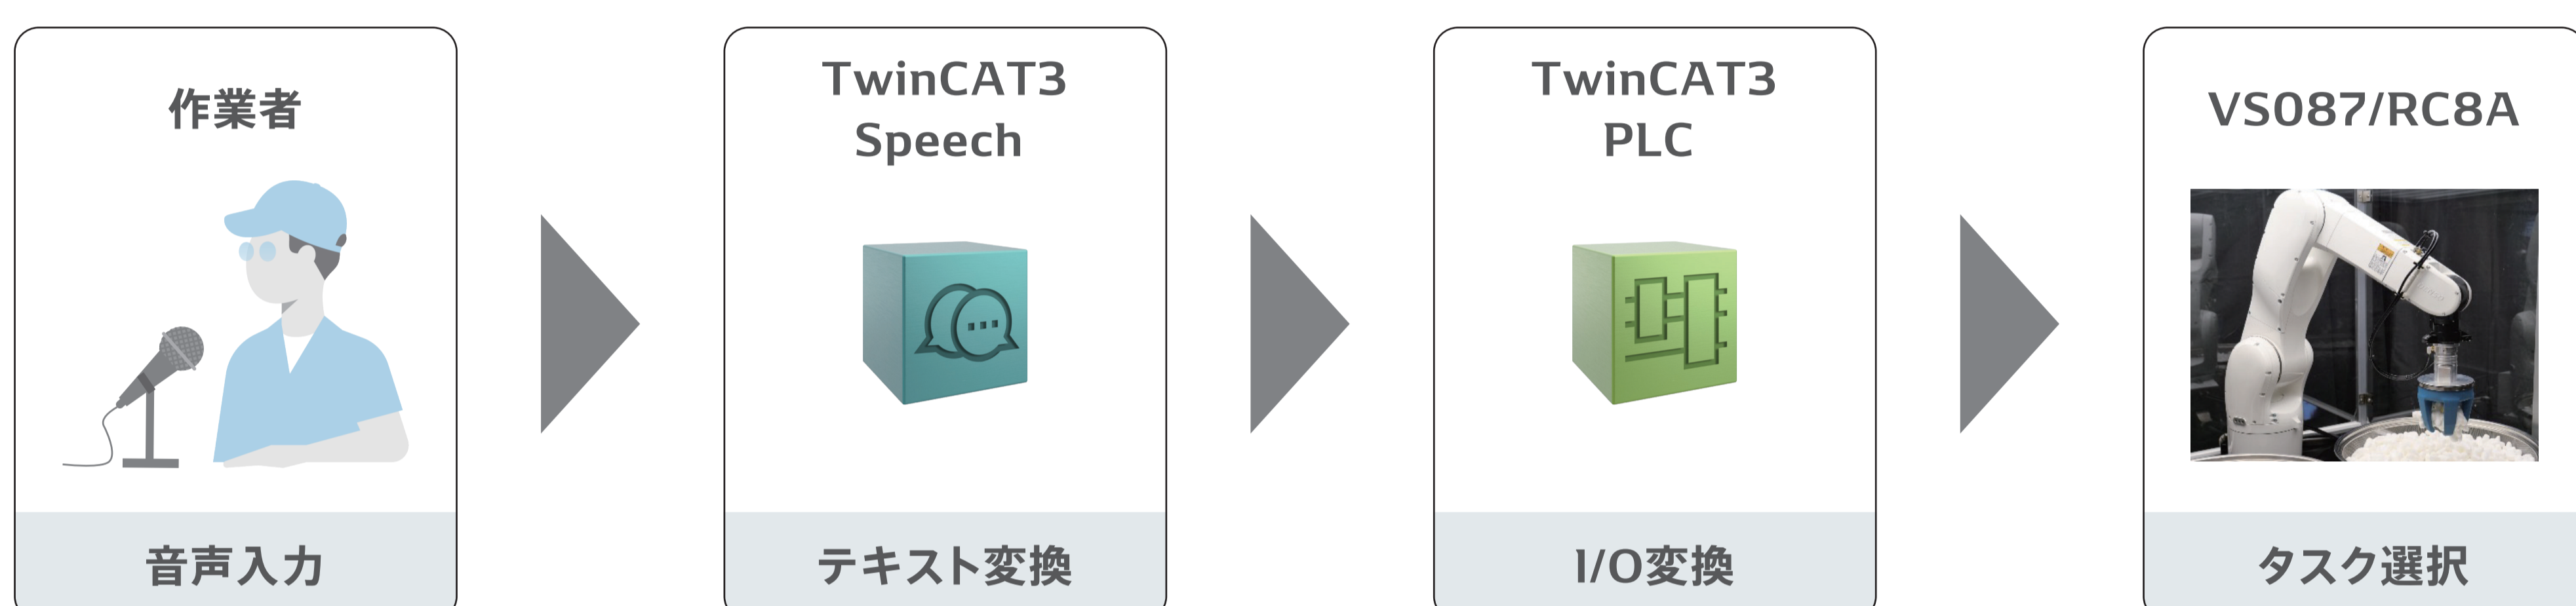 作業者
音声入力
TwinCAT3
Speech
テキスト変換
TwinCAT3
PLC
I/O変換
VS087/RC8A
タスク選択